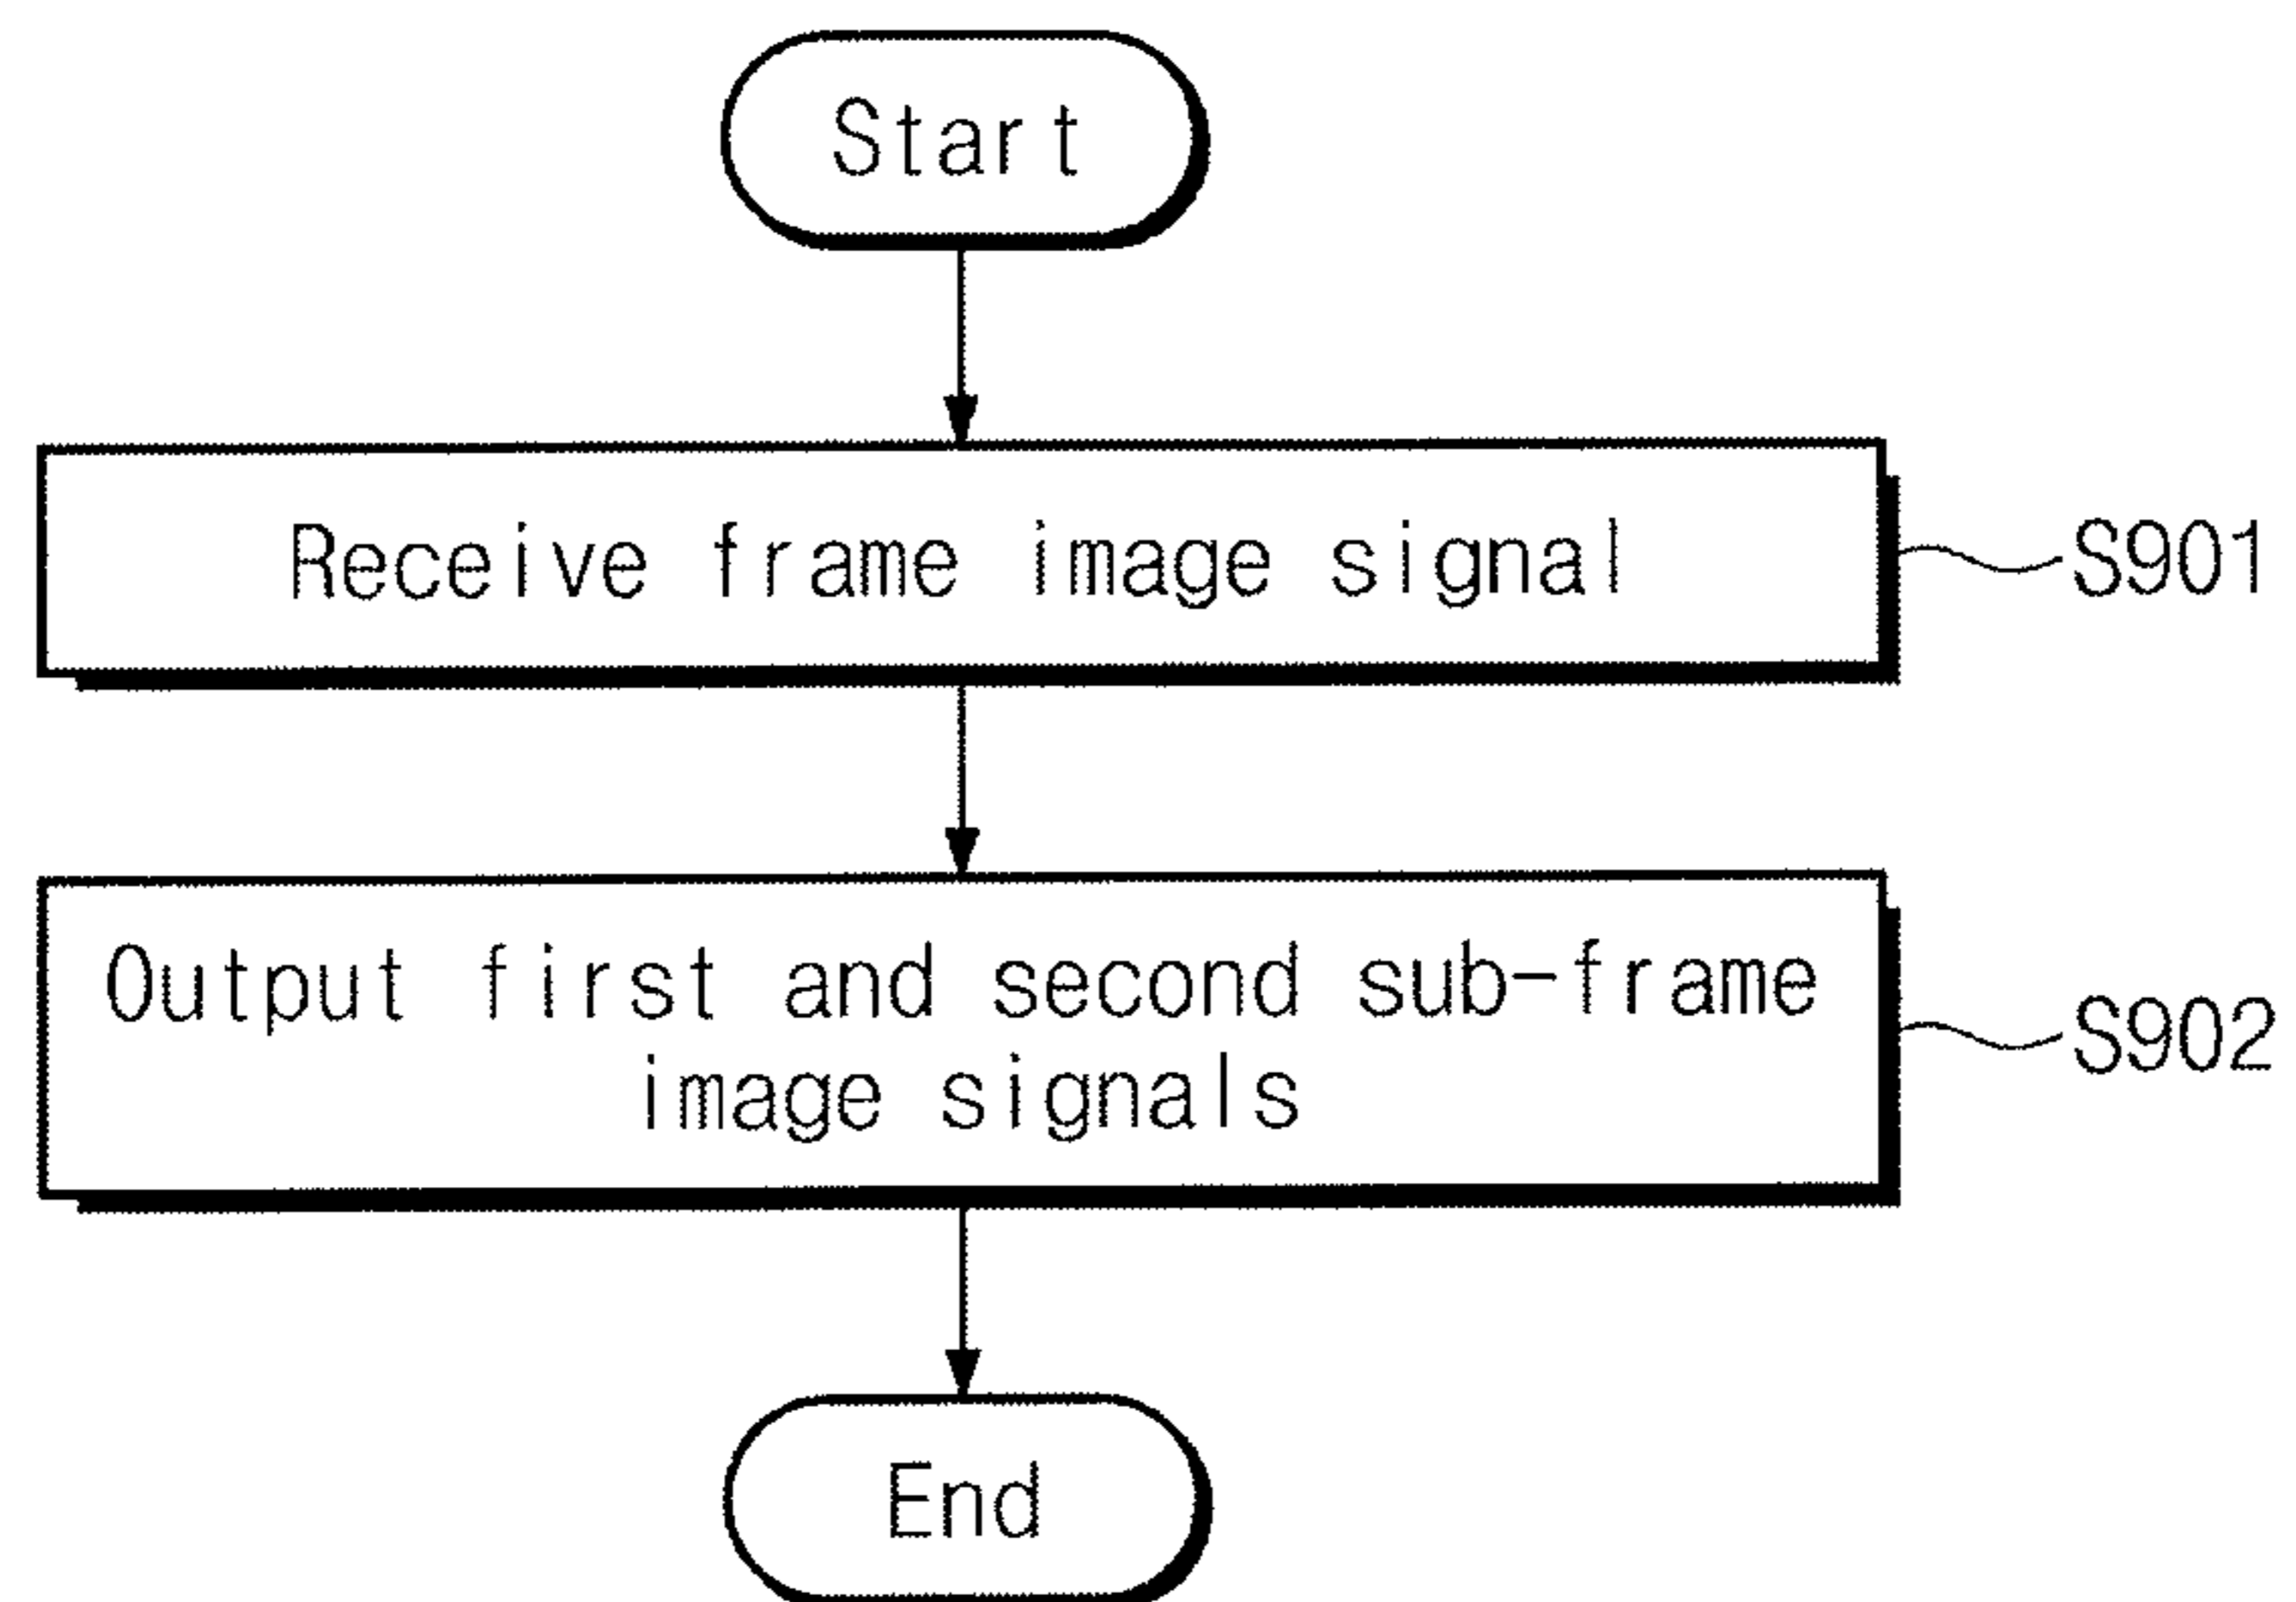 Start
Receive frame image signal
S901
Output first and second sub-frame
image signals
S902
End